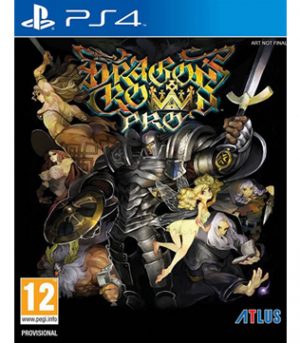 PS4
ART NOT FINAL
DRAGON'S
CROWN
PRO
12
www.pegi.info
PROVISIONAL
ATLUS